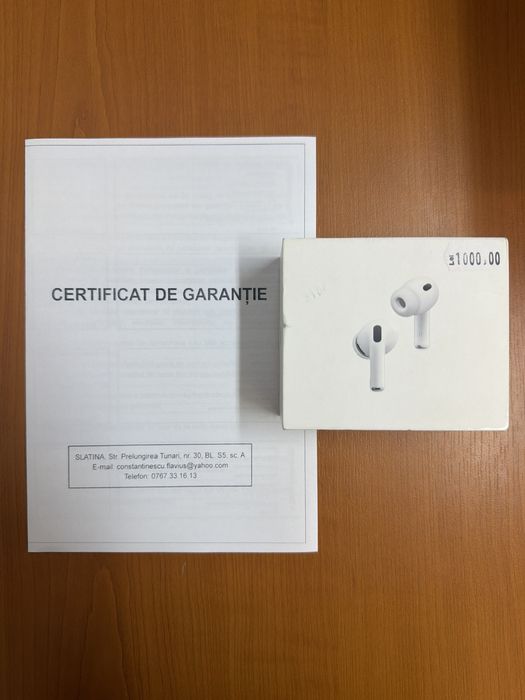 CERTIFICAT DE GARANȚIE
SLATINA, Str. Prelungirea Tunari, nr. 30, BL. S5, sc. A
E-mail: constantinescu.flavius@yahoo.com
Telefon: 0767 33 16 13
Lei 1000,00